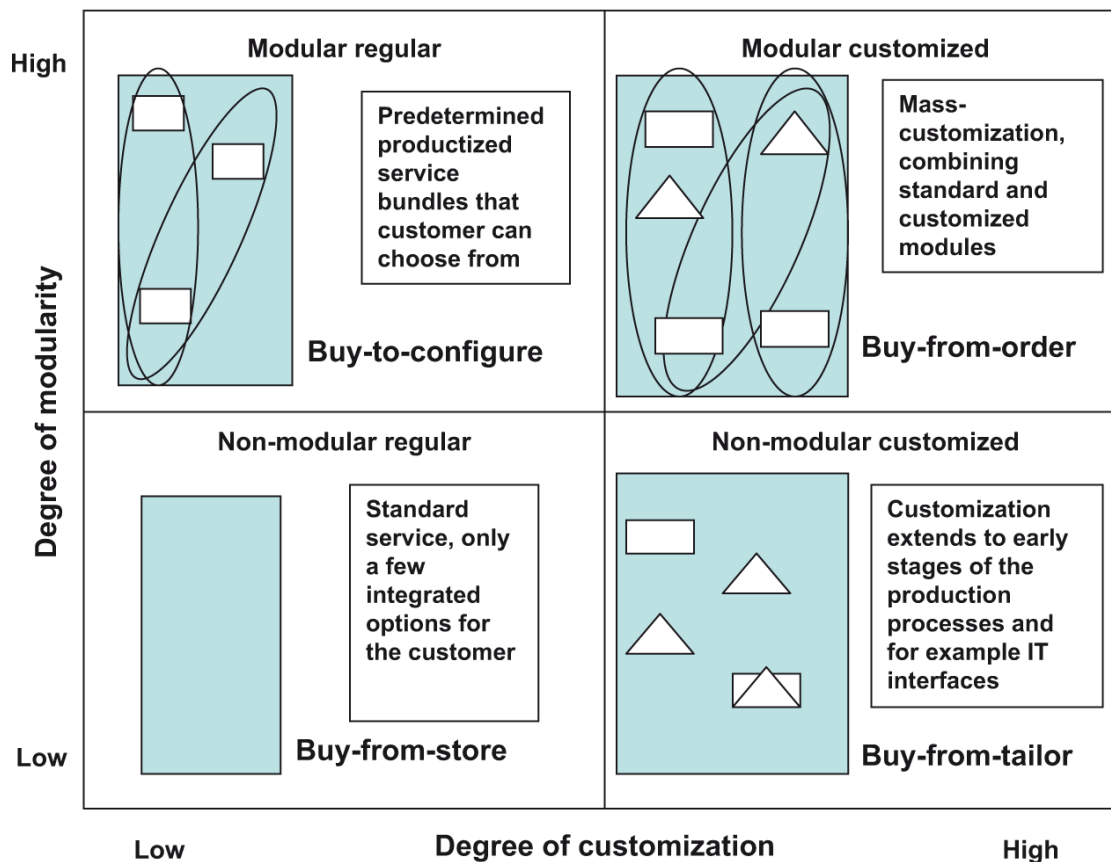 Modular regular
Modular customized
High
Predetermined
productized
service
bundles that
customer can
choose from
Mass-
customization,
combining
standard and
customized
modules
Buy-to-configure
Buy-from-order
Degree of modularity
Non-modular regular
Non-modular customized
Standard
service, only
a few
integrated
options for
the customer
Customization
extends to early
stages of the
production
processes and
for example IT
interfaces
Buy-from-store
Buy-from-tailor
Low
Low
Degree of customization
High